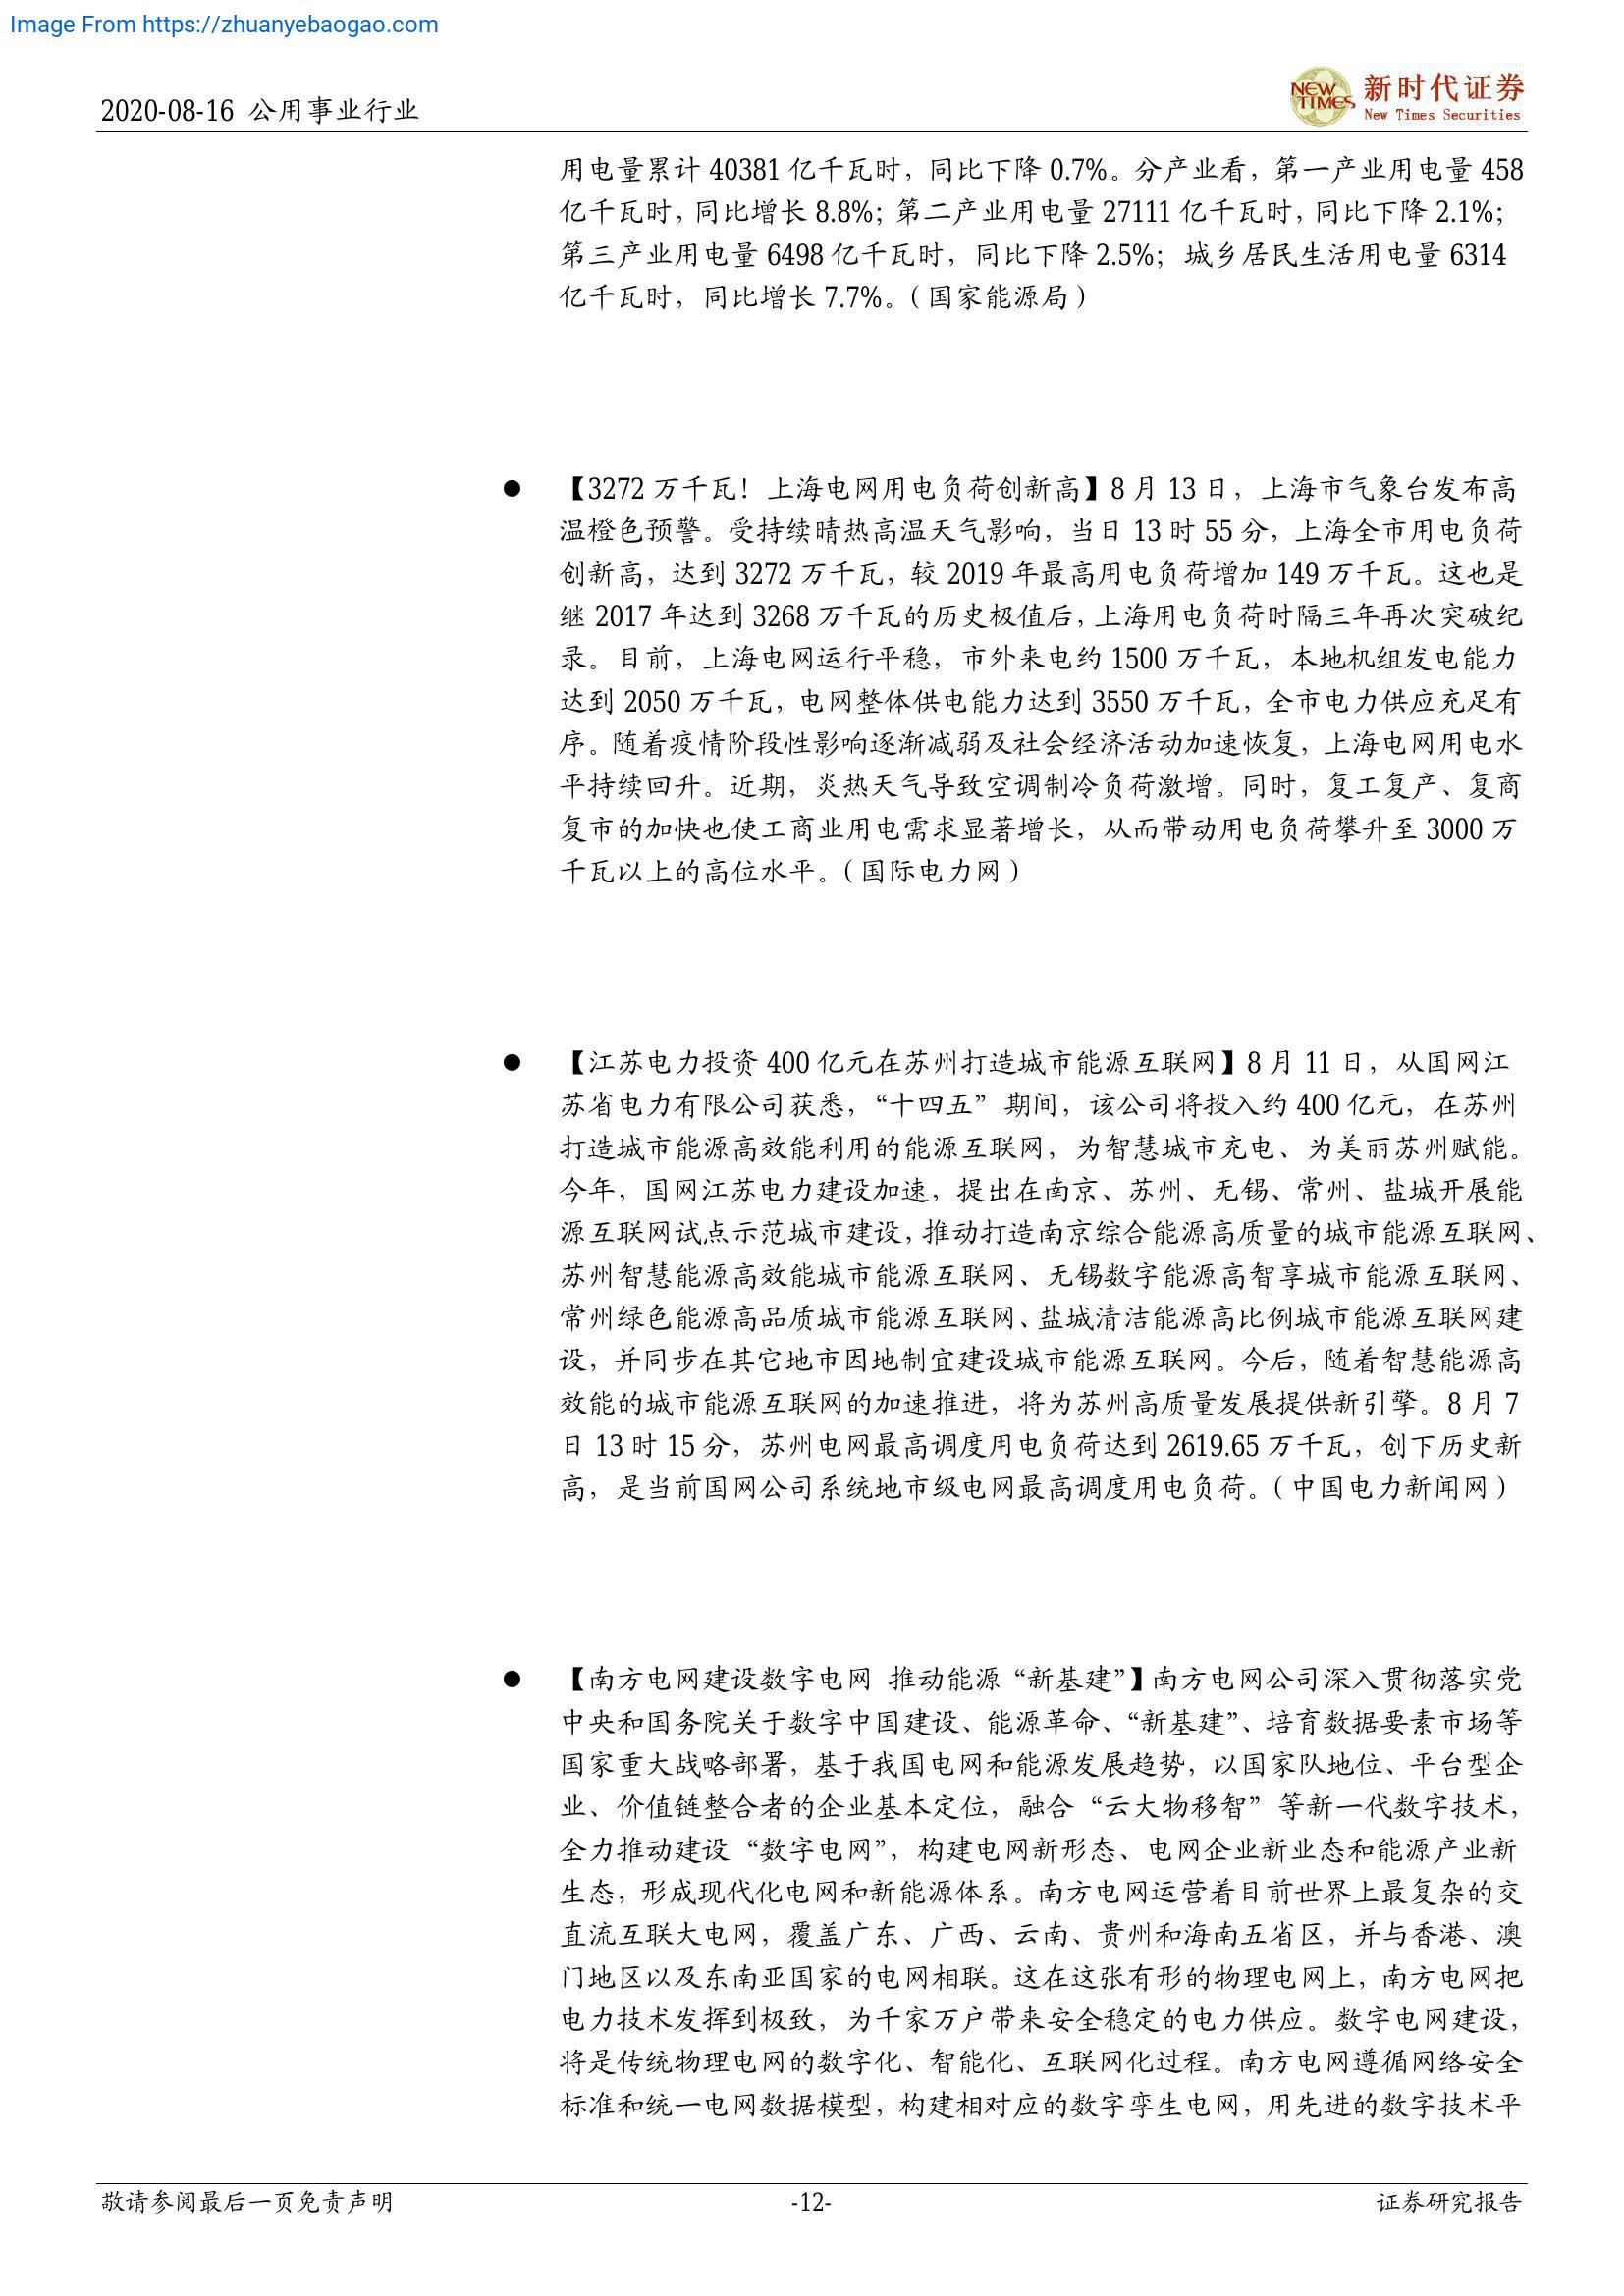 Image From https://zhuanyebaogao.com
2020-08-16 公用事业行业
NEW TIMES
新时代证券
New Times Securities
用电量累计 40381 亿千瓦时，同比下降 0.7%。分产业看，第一产业用电量 458
亿千瓦时，同比增长 8.8%；第二产业用电量 27111 亿千瓦时，同比下降 2.1%；
第三产业用电量 6498 亿千瓦时，同比下降 2.5%；城乡居民生活用电量 6314
亿千瓦时，同比增长 7.7%。（国家能源局）
● 【3272 万千瓦！上海电网用电负荷创新高】8 月 13 日，上海市气象台发布高
温橙色预警。受持续晴热高温天气影响，当日 13 时 55 分，上海全市用电负荷
创新高，达到 3272 万千瓦，较 2019 年最高用电负荷增加 149 万千瓦。这也是
继 2017 年达到 3268 万千瓦的历史极值后，上海用电负荷时隔三年再次突破纪
录。目前，上海电网运行平稳，市外来电约 1500 万千瓦，本地机组发电能力
达到 2050 万千瓦，电网整体供电能力达到 3550 万千瓦，全市电力供应充足有
序。随着疫情阶段性影响逐渐减弱及社会经济活动加速恢复，上海电网用电水
平持续回升。近期，炎热天气导致空调制冷负荷激增。同时，复工复产、复商
复市的加快也使工商业用电需求显著增长，从而带动用电负荷攀升至 3000 万
千瓦以上的高位水平。（国际电力网）
● 【江苏电力投资 400 亿元在苏州打造城市能源互联网】8 月 11 日，从国网江
苏省电力有限公司获悉，“十四五”期间，该公司将投入约 400 亿元，在苏州
打造城市能源高效能利用的能源互联网，为智慧城市充电、为美丽苏州赋能。
今年，国网江苏电力建设加速，提出在南京、苏州、无锡、常州、盐城开展能
源互联网试点示范城市建设，推动打造南京综合能源高质量的城市能源互联网、
苏州智慧能源高效能城市能源互联网、无锡数字能源高智享城市能源互联网、
常州绿色能源高品质城市能源互联网、盐城清洁能源高比例城市能源互联网建
设，并同步在其它地市因地制宜建设城市能源互联网。今后，随着智慧能源高
效能的城市能源互联网的加速推进，将为苏州高质量发展提供新引擎。8 月 7
日 13 时 15 分，苏州电网最高调度用电负荷达到 2619.65 万千瓦，创下历史新
高，是当前国网公司系统地市级电网最高调度用电负荷。（中国电力新闻网）
● 【南方电网建设数字电网 推动能源“新基建”】南方电网公司深入贯彻落实党
中央和国务院关于数字中国建设、能源革命、“新基建”、培育数据要素市场等
国家重大战略部署，基于我国电网和能源发展趋势，以国家队地位、平台型企
业、价值链整合者的企业基本定位，融合“云大物移智”等新一代数字技术，
全力推动建设“数字电网”，构建电网新形态、电网企业新业态和能源产业新
生态，形成现代化电网和新能源体系。南方电网运营着目前世界上最复杂的交
直流互联大电网，覆盖广东、广西、云南、贵州和海南五省区，并与香港、澳
门地区以及东南亚国家的电网相联。这在这张有形的物理电网上，南方电网把
电力技术发挥到极致，为千家万户带来安全稳定的电力供应。数字电网建设，
将是传统物理电网的数字化、智能化、互联网化过程。南方电网遵循网络安全
标准和统一电网数据模型，构建相对应的数字孪生电网，用先进的数字技术平
敬请参阅最后一页免责声明
-12-
证券研究报告